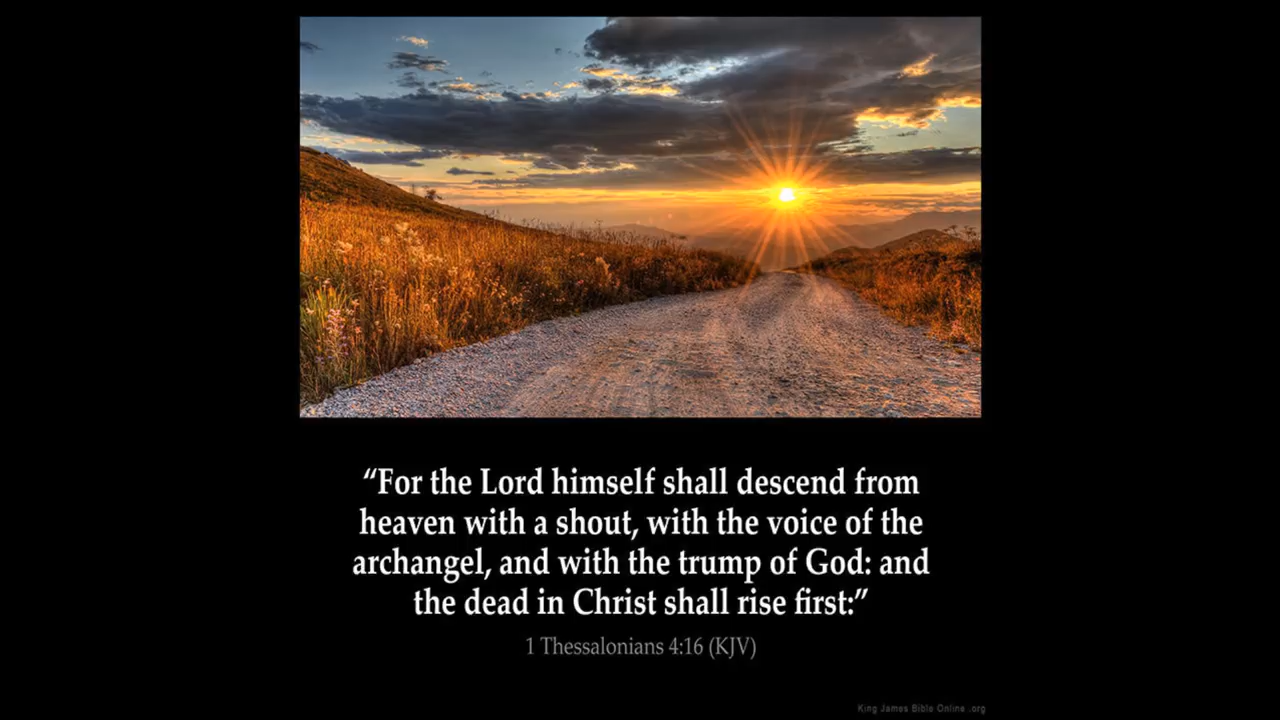 “For the Lord himself shall descend from
heaven with a shout, with the voice of the
archangel, and with the trump of God: and
the dead in Christ shall rise first:”
1 Thessalonians 4:16 (KJV)
King James Bible Online .org